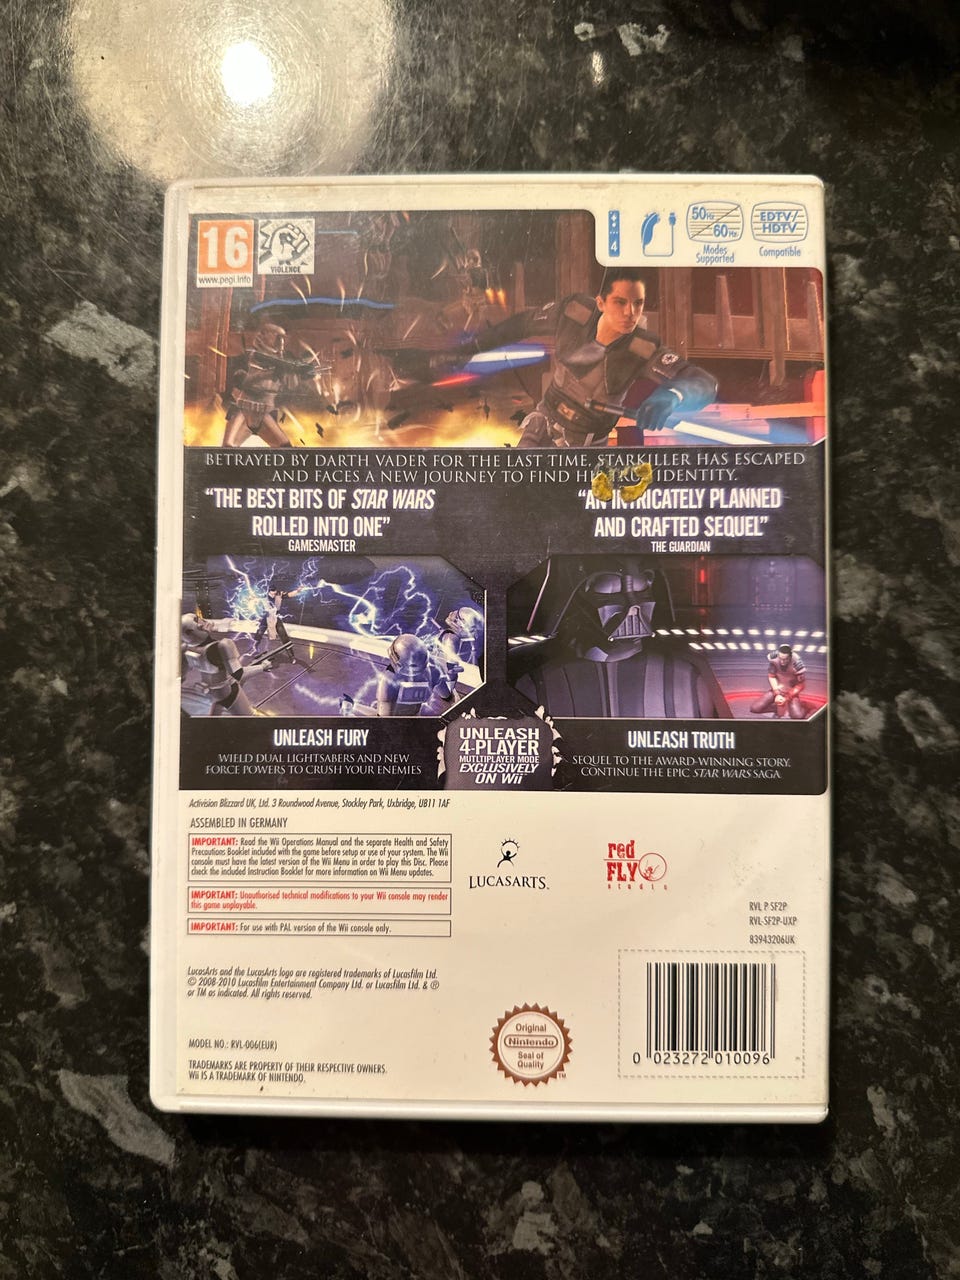 16
www.pegi.info
VIOLENCE
4
50Hz
60Hz
Modes
Supported
EDTV/
HDTV
Compatible
BETRAYED BY DARTH VADER FOR THE LAST TIME, STARKILLER HAS ESCAPED
AND FACES A NEW JOURNEY TO FIND HIS TRUE IDENTITY.
“THE BEST BITS OF STAR WARS
ROLLED INTO ONE”
GAMESMASTER
“AN INTRICATELY PLANNED
AND CRAFTED SEQUEL”
THE GUARDIAN
UNLEASH FURY
WIELD DUAL LIGHTSABERS AND NEW
FORCE POWERS TO CRUSH YOUR ENEMIES
UNLEASH
4-PLAYER
MUTLTIPLAYER MODE
EXCLUSIVELY
ON Wii
UNLEASH TRUTH
SEQUEL TO THE AWARD-WINNING STORY.
CONTINUE THE EPIC STAR WARS SAGA
Activision Blizzard UK, Ltd. 3 Roundwood Avenue, Stockley Park, Uxbridge, UB11 1AF
ASSEMBLED IN GERMANY
IMPORTANT: Read the Wii Operations Manual and the separate Health and Safety
Precautions Booklet included with the game before setup or use of your system. The Wii
console must have the latest version of the Wii Menu in order to play this Disc. Please
check the included Instruction Booklet for more information on Wii Menu updates.
IMPORTANT: Unauthorised technical modifications to your Wii console may render
this game unplayable.
IMPORTANT: For use with PAL version of the Wii console only.
LUCASARTS™
red
FLY
studio
RVL P SF2P
RVL-SF2P-UXP
83943206UK
LucasArts and the LucasArts logo are registered trademarks of Lucasfilm Ltd.
© 2008-2010 Lucasfilm Entertainment Company Ltd. or Lucasfilm Ltd. & ®
or TM as indicated. All rights reserved.
MODEL NO.: RVL-006(EUR)
TRADEMARKS ARE PROPERTY OF THEIR RESPECTIVE OWNERS.
Wii IS A TRADEMARK OF NINTENDO.
Original
Nintendo
Seal of
Quality
TM
0 023272 010096